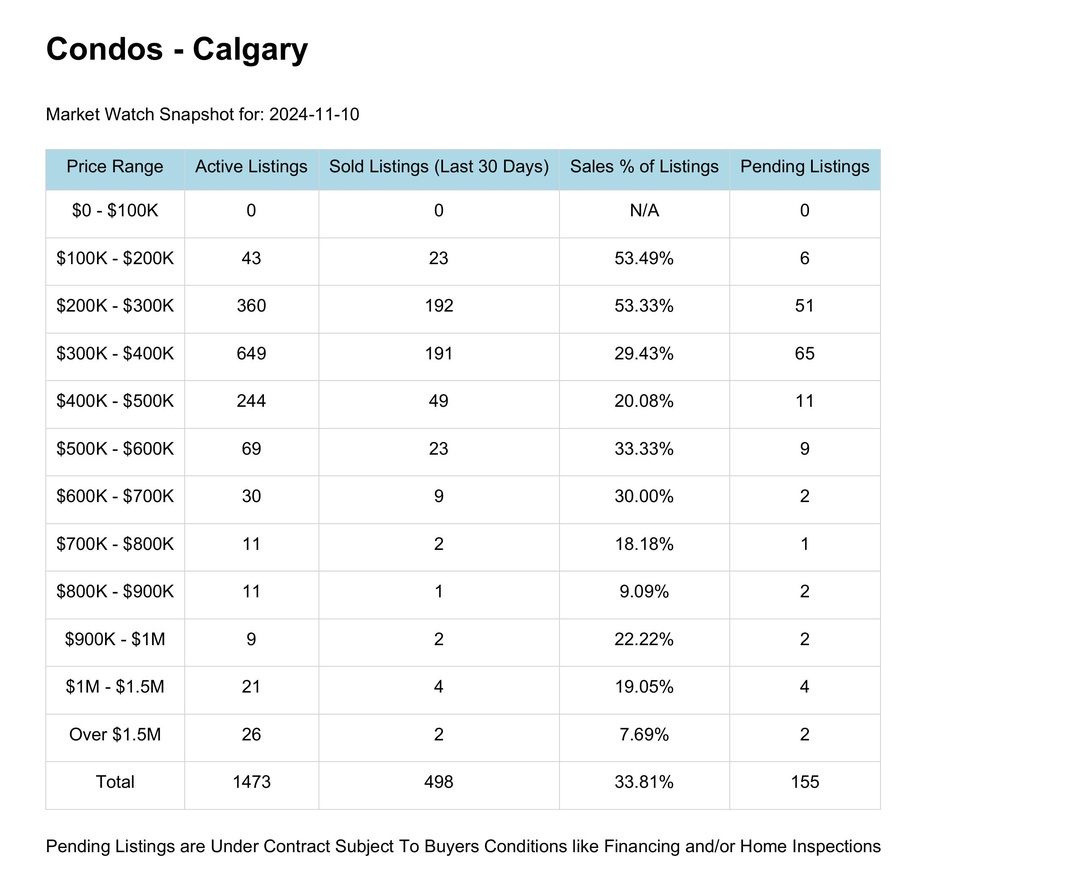 Condos - Calgary
Market Watch Snapshot for: 2024-11-10
Price Range Active Listings Sold Listings (Last 30 Days) Sales % of Listings Pending Listings
$0 - $100K 0 0 N/A 0
$100K - $200K 43 23 53.49% 6
$200K - $300K 360 192 53.33% 51
$300K - $400K 649 191 29.43% 65
$400K - $500K 244 49 20.08% 11
$500K - $600K 69 23 33.33% 9
$600K - $700K 30 9 30.00% 2
$700K - $800K 11 2 18.18% 1
$800K - $900K 11 1 9.09% 2
$900K - $1M 9 2 22.22% 2
$1M - $1.5M 21 4 19.05% 4
Over $1.5M 26 2 7.69% 2
Total 1473 498 33.81% 155
Pending Listings are Under Contract Subject To Buyers Conditions like Financing and/or Home Inspections